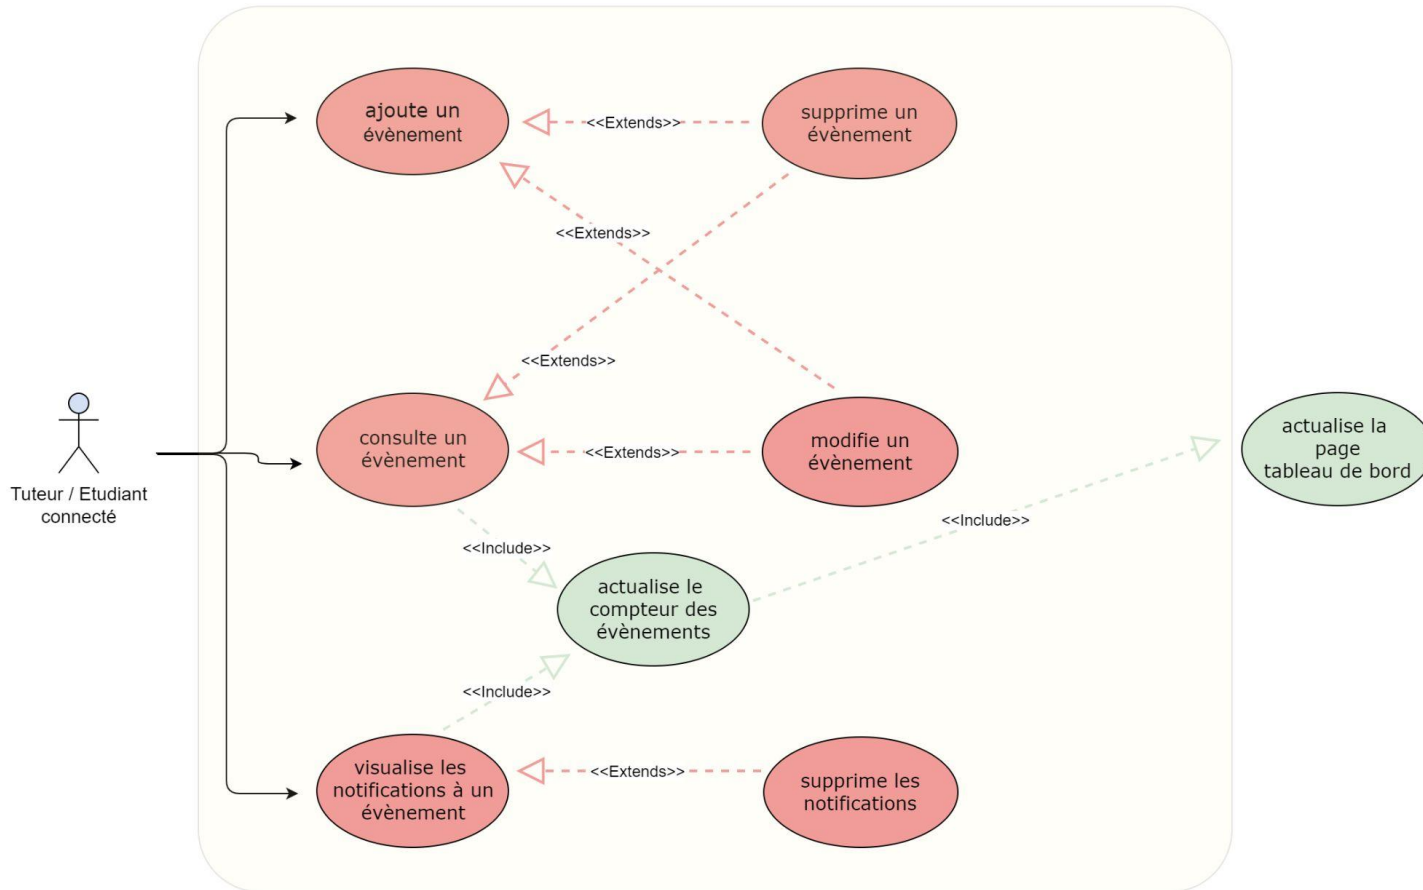 ajoute un
évènement
<<Extends>>
supprime un
évènement
<<Extends>>
<<Extends>>
Tuteur / Etudiant
connecté
consulte un
évènement
<<Extends>>
modifie un
évènement
actualise la
page
tableau de bord
<<Include>>
<<Include>>
actualise le
compteur des
évènements
<<Include>>
visualise les
notifications à un
évènement
<<Extends>>
supprime les
notifications